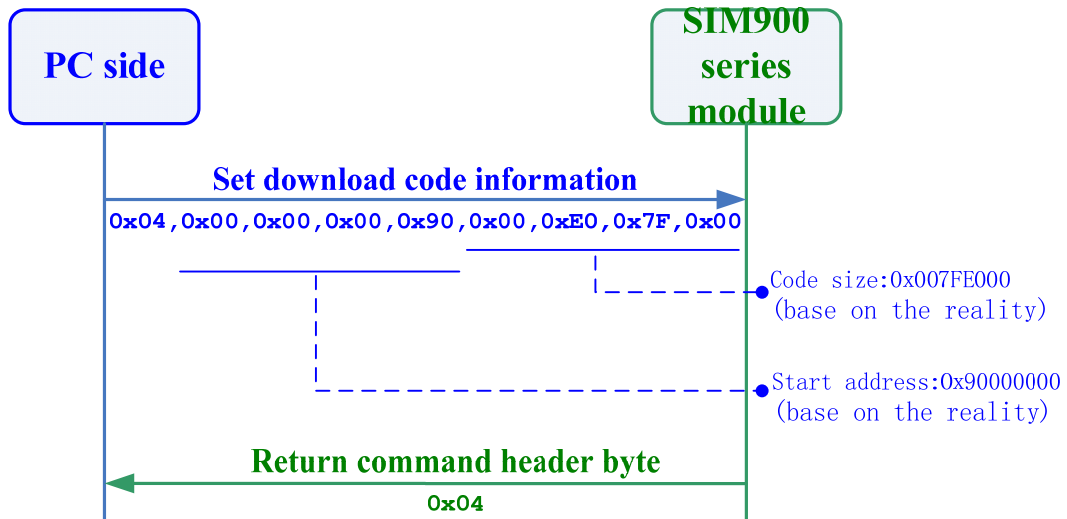 PC side
SIM900
series
module
Set download code information
0x04,0x00,0x00,0x00,0x90,0x00,0xE0,0x7F,0x00
Code size:0x007FE000
(base on the reality)
Start address:0x90000000
(base on the reality)
Return command header byte
0x04